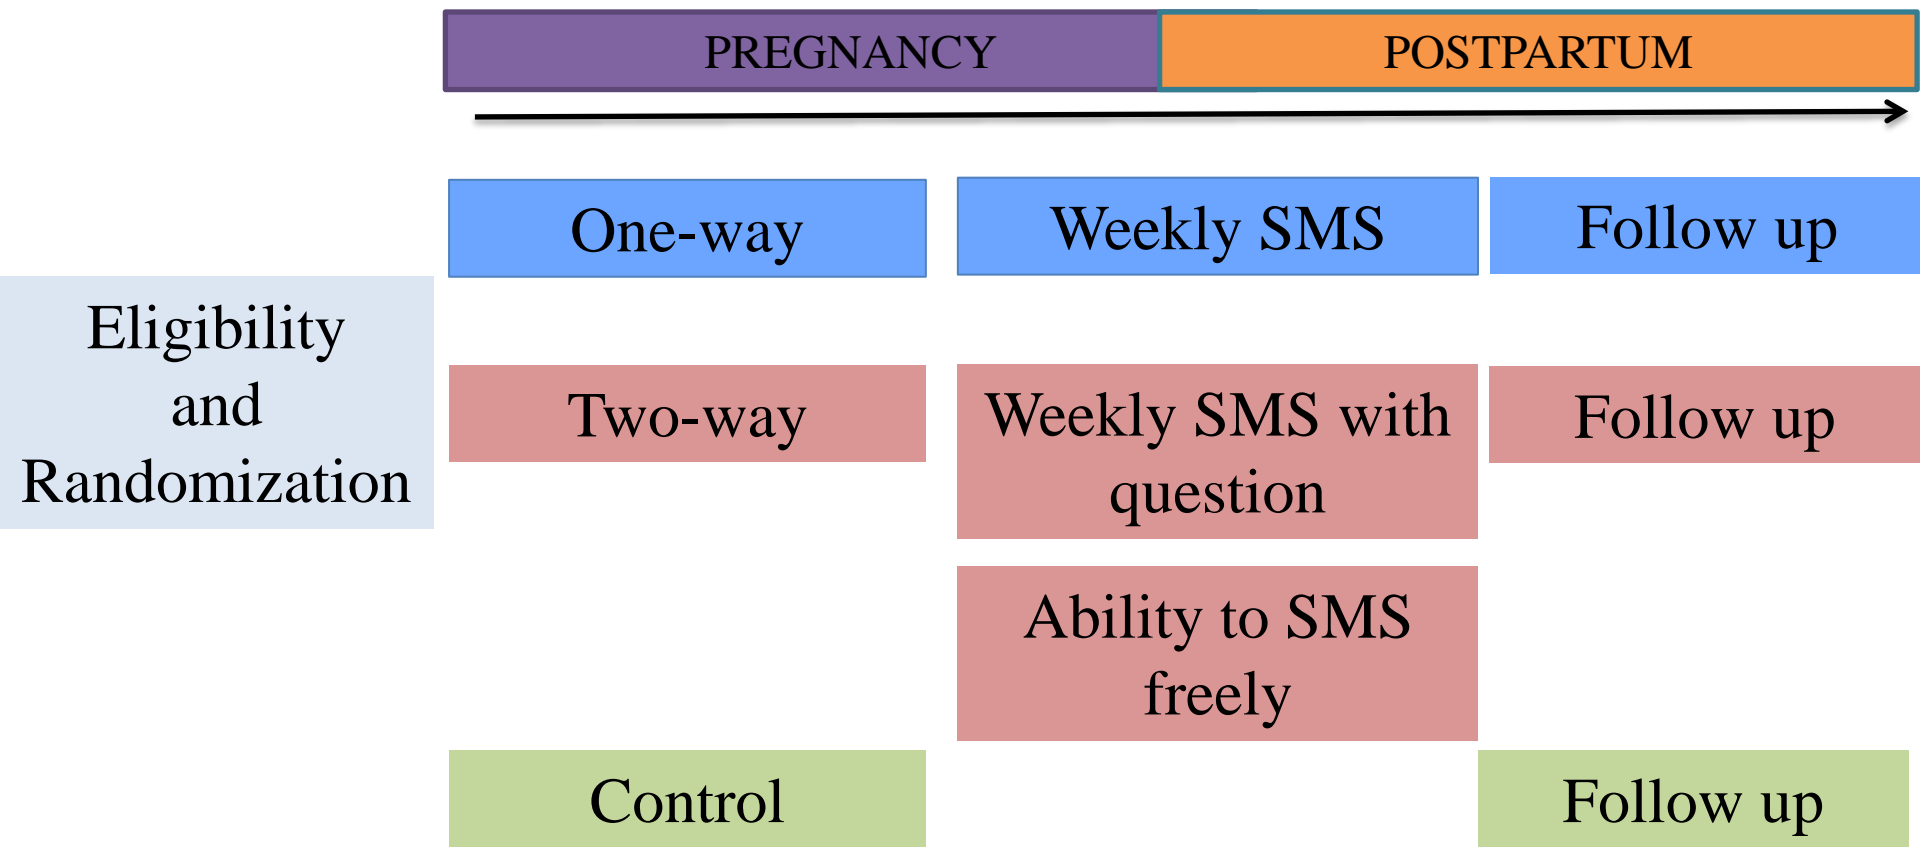 PREGNANCY
POSTPARTUM
One-way
Weekly SMS
Follow up
Eligibility
and
Randomization
Two-way
Weekly SMS with
question
Follow up
Ability to SMS
freely
Control
Follow up